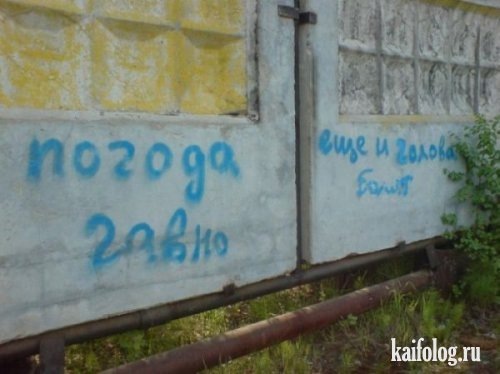 погода
гавно
еще и голова
болит
kaifolog.ru